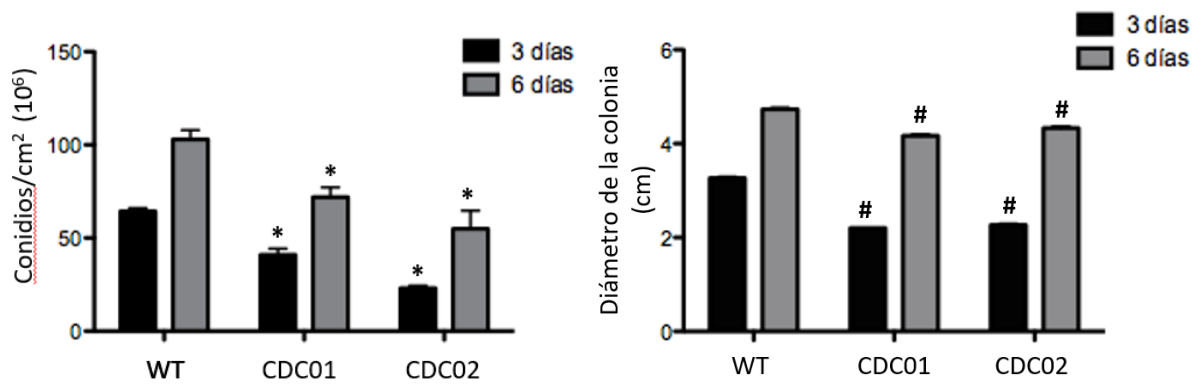 Conidios/cm² (10⁶)
150
100
50
0
3 días
6 días
*
*
*
*
WT
CDC01
CDC02
Diámetro de la colonia
(cm)
6
4
2
0
3 días
6 días
#
#
#
#
WT
CDC01
CDC02